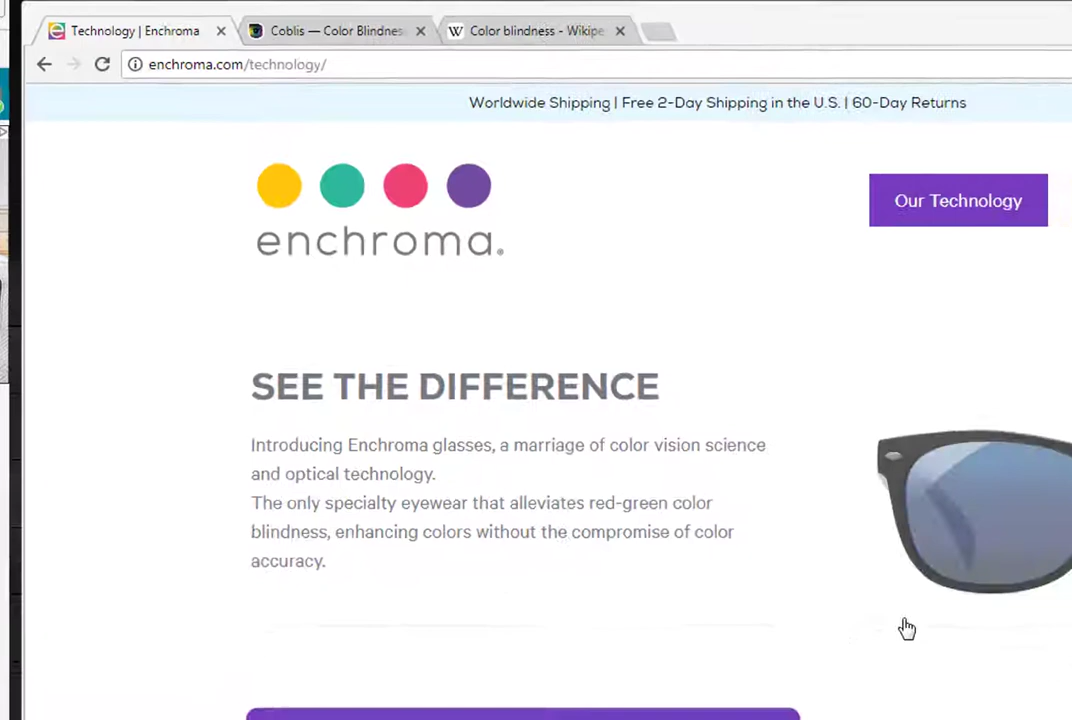 Technology | Enchroma
Coblis — Color Blindnes
Color blindness - Wikipe
enchroma.com/technology/
Worldwide Shipping | Free 2-Day Shipping in the U.S. | 60-Day Returns
enchroma.®
Our Technology
SEE THE DIFFERENCE
Introducing Enchroma glasses, a marriage of color vision science
and optical technology.
The only specialty eyewear that alleviates red-green color
blindness, enhancing colors without the compromise of color
accuracy.